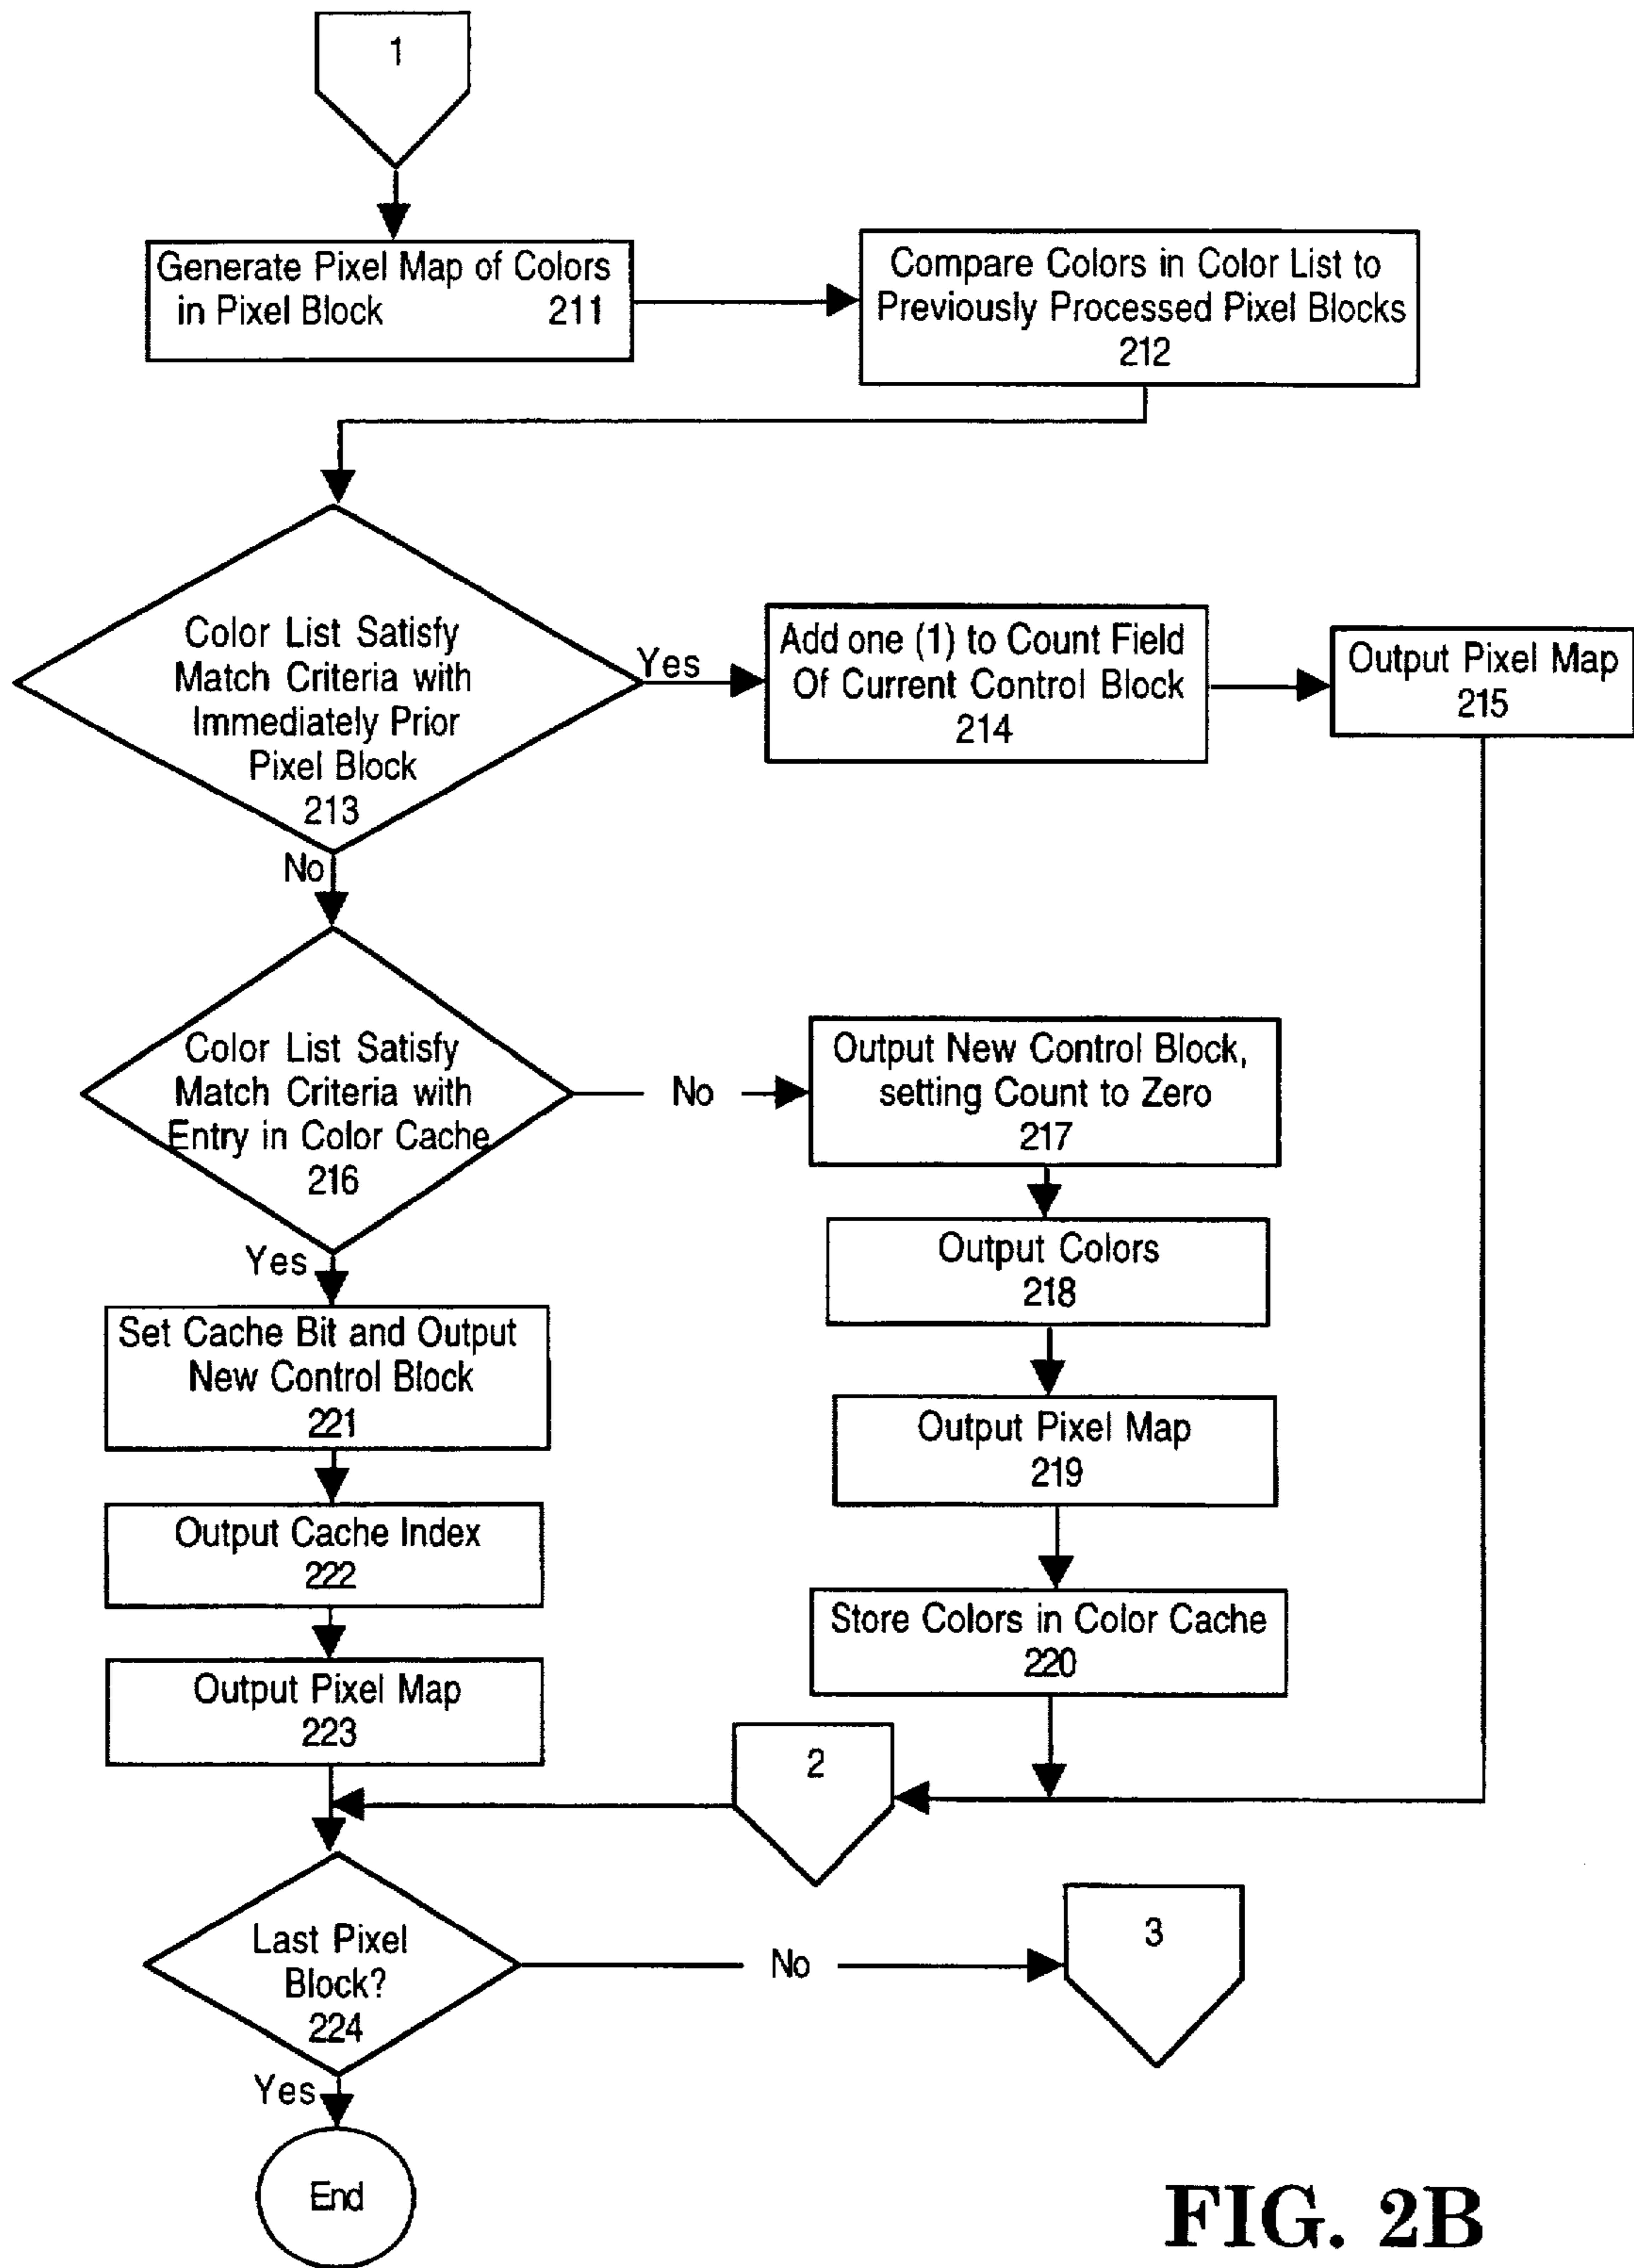 1
Generate Pixel Map of Colors
in Pixel Block 211
Compare Colors in Color List to
Previously Processed Pixel Blocks
212
Color List Satisfy
Match Criteria with
Immediately Prior
Pixel Block
213
Yes
Add one (1) to Count Field
Of Current Control Block
214
Output Pixel Map
215
No
Color List Satisfy
Match Criteria with
Entry in Color Cache
216
No
Output New Control Block,
setting Count to Zero
217
Output Colors
218
Output Pixel Map
219
Store Colors in Color Cache
220
Yes
Set Cache Bit and Output
New Control Block
221
Output Cache Index
222
Output Pixel Map
223
2
Last Pixel
Block?
224
No
3
Yes
End
FIG. 2B